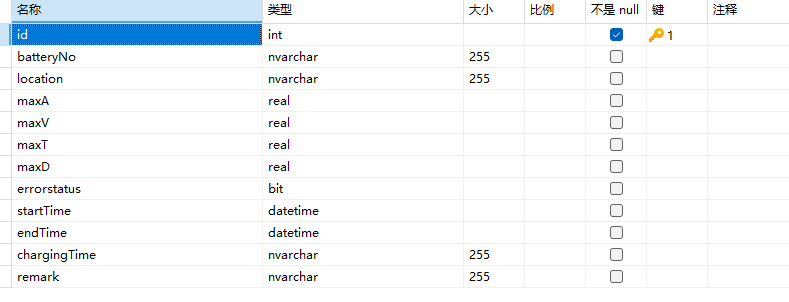 名称 类型 大小 比例 不是 null 键 注释
id int 1
batteryNo nvarchar 255
location nvarchar 255
maxA real
maxV real
maxT real
maxD real
errorstatus bit
startTime datetime
endTime datetime
chargingTime nvarchar 255
remark nvarchar 255